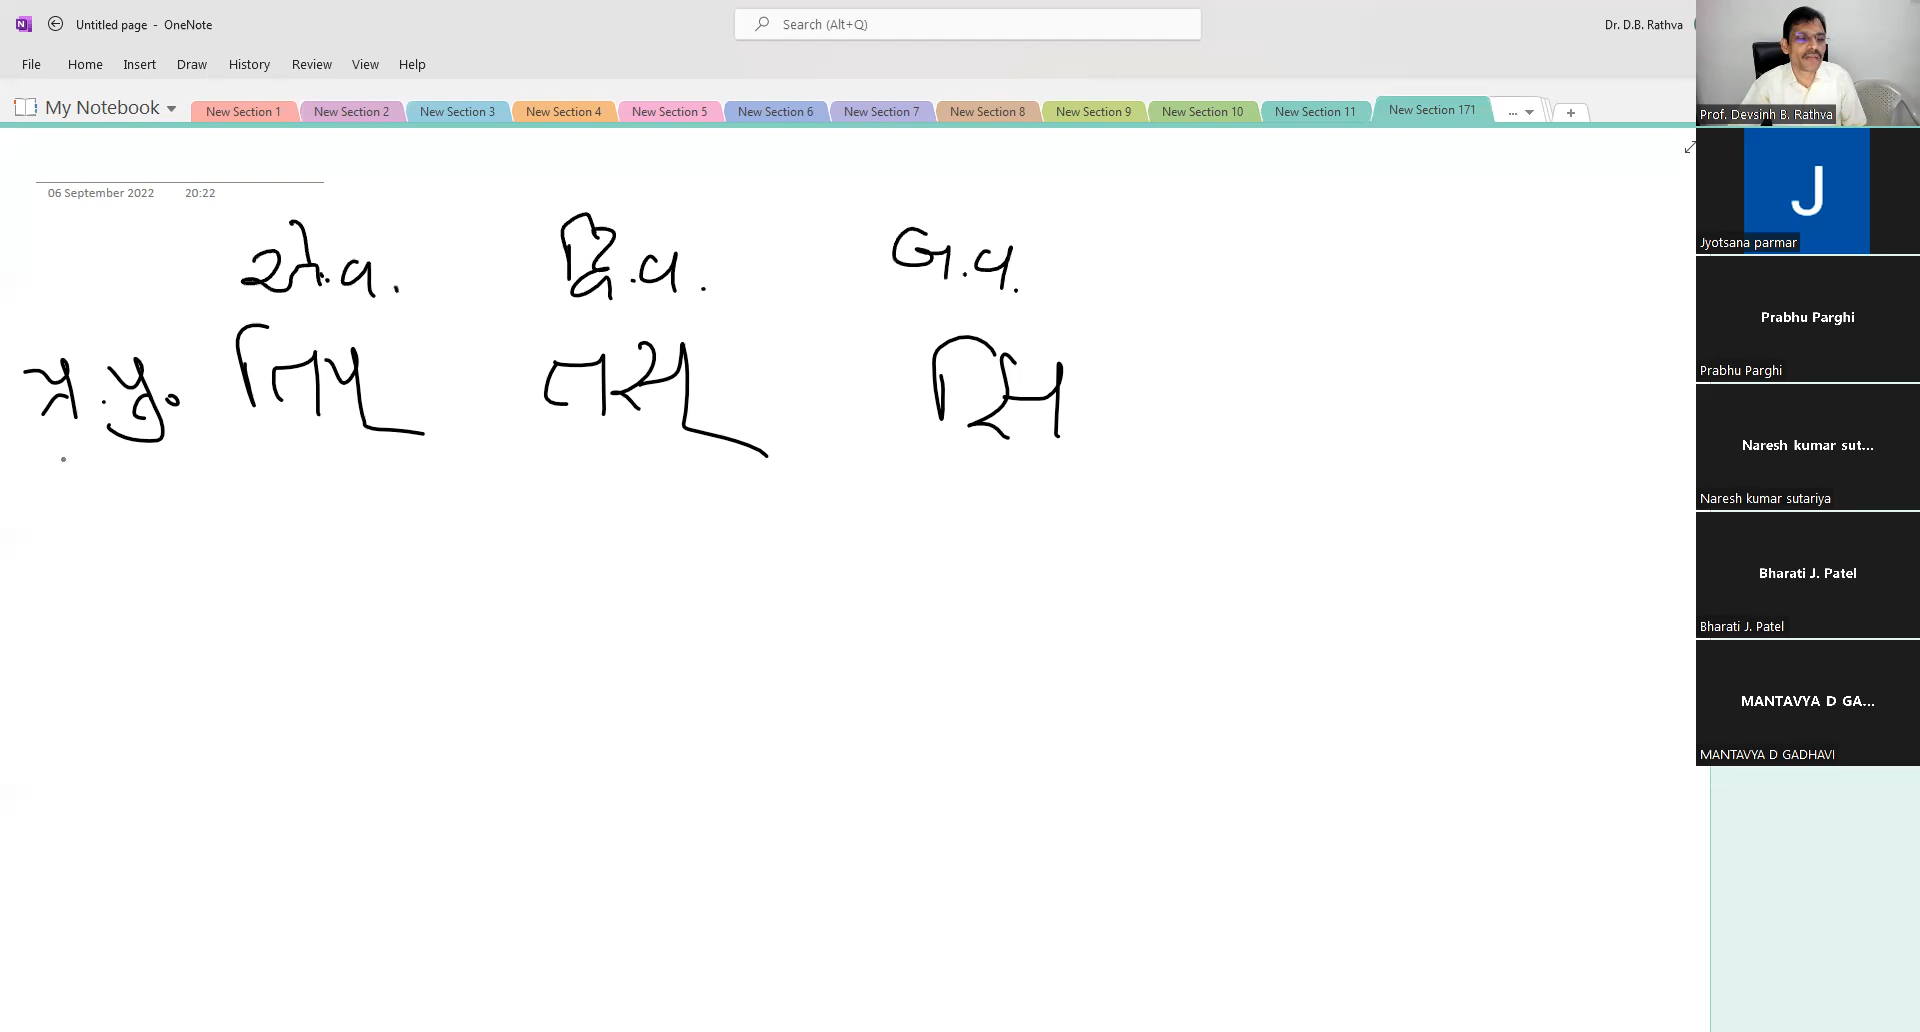 Untitled page - OneNote
Search (Alt+Q)
Dr. D.B. Rathva
File Home Insert Draw History Review View Help
My Notebook
New Section 1 New Section 2 New Section 3 New Section 4 New Section 5 New Section 6 New Section 7 New Section 8 New Section 9 New Section 10 New Section 11 New Section 171 ... +
06 September 2022 20:22
એ.વ. દ્વિ.વ. બ.વ.
પ્ર.પુ. મિપ્ વસ્ મસ્
Prof. Devsinh B. Rathva
J
Jyotsana parmar
Prabhu Parghi
Prabhu Parghi
Naresh kumar sut...
Naresh kumar sutariya
Bharati J. Patel
Bharati J. Patel
MANTAVYA D GA...
MANTAVYA D GADHAVI